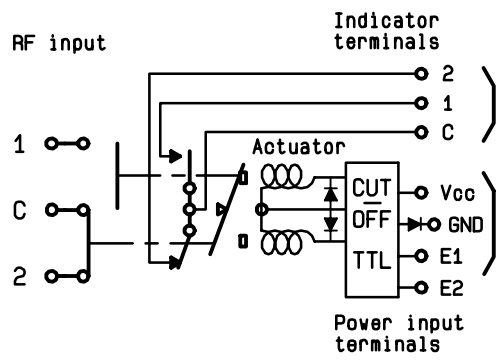 Indicator
terminals
RF input
2
1
C
Actuator
1
C
2
CUT
OFF
TTL
Vcc
GND
E1
E2
Power input
terminals